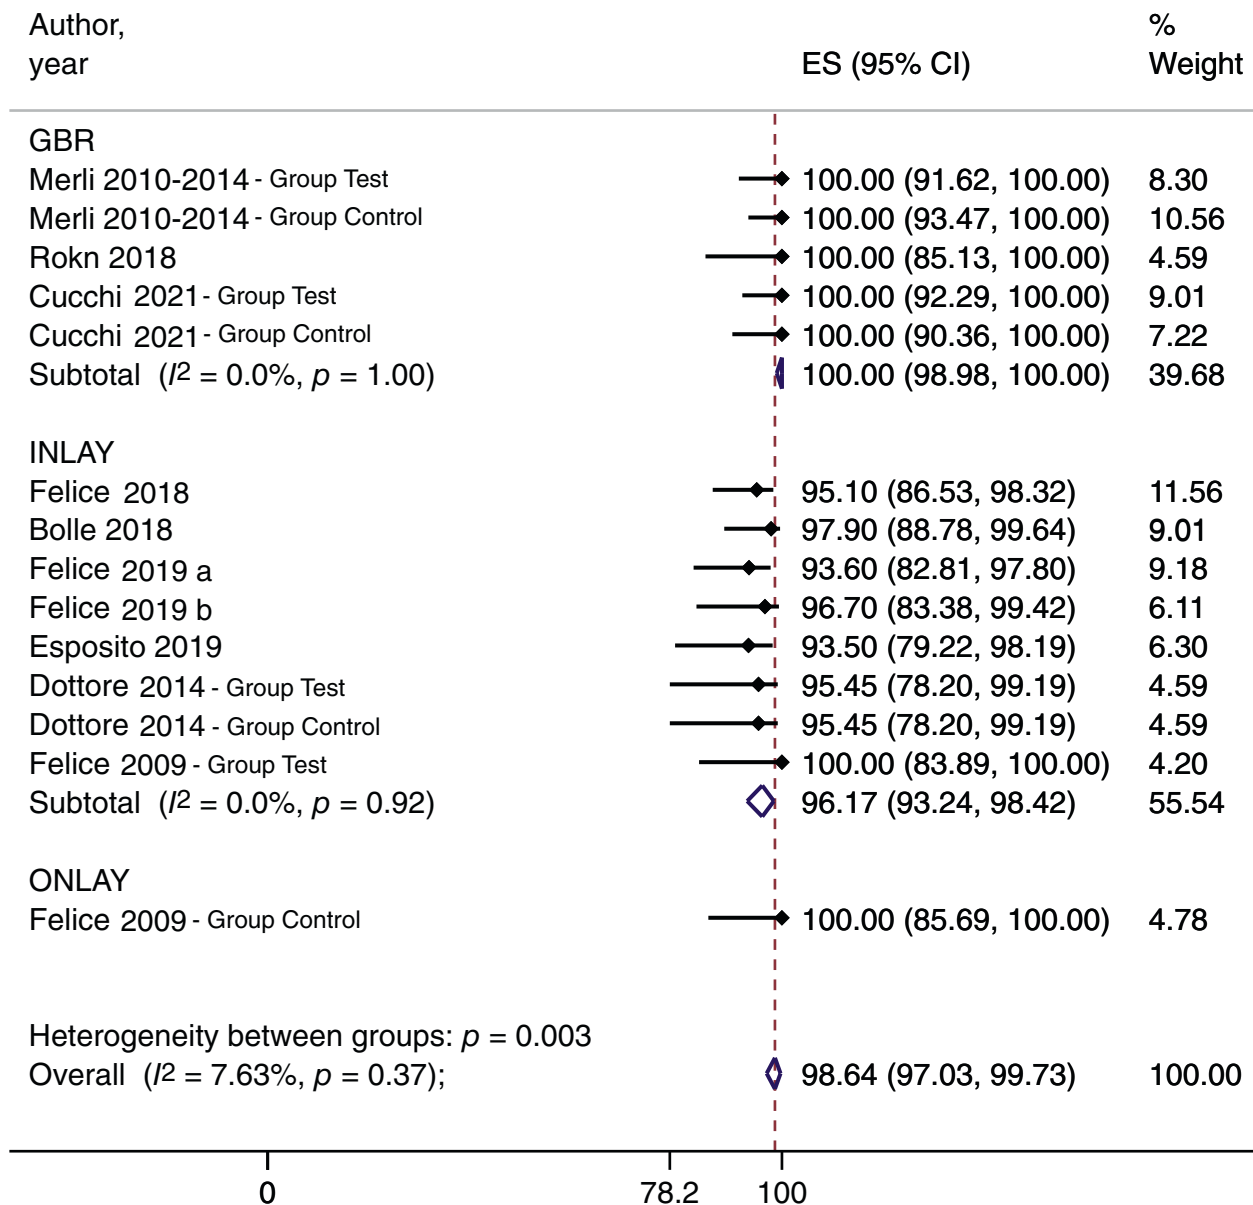 Author, %
year ES (95% CI) Weight
GBR
Merli 2010-2014 - Group Test 100.00 (91.62, 100.00) 8.30
Merli 2010-2014 - Group Control 100.00 (93.47, 100.00) 10.56
Rokn 2018 100.00 (85.13, 100.00) 4.59
Cucchi 2021 - Group Test 100.00 (92.29, 100.00) 9.01
Cucchi 2021 - Group Control 100.00 (90.36, 100.00) 7.22
Subtotal (I2 = 0.0%, p = 1.00) 100.00 (98.98, 100.00) 39.68
INLAY
Felice 2018 95.10 (86.53, 98.32) 11.56
Bolle 2018 97.90 (88.78, 99.64) 9.01
Felice 2019 a 93.60 (82.81, 97.80) 9.18
Felice 2019 b 96.70 (83.38, 99.42) 6.11
Esposito 2019 93.50 (79.22, 98.19) 6.30
Dottore 2014 - Group Test 95.45 (78.20, 99.19) 4.59
Dottore 2014 - Group Control 95.45 (78.20, 99.19) 4.59
Felice 2009 - Group Test 100.00 (83.89, 100.00) 4.20
Subtotal (I2 = 0.0%, p = 0.92) 96.17 (93.24, 98.42) 55.54
ONLAY
Felice 2009 - Group Control 100.00 (85.69, 100.00) 4.78
Heterogeneity between groups: p = 0.003
Overall (I2 = 7.63%, p = 0.37); 98.64 (97.03, 99.73) 100.00
0 78.2 100